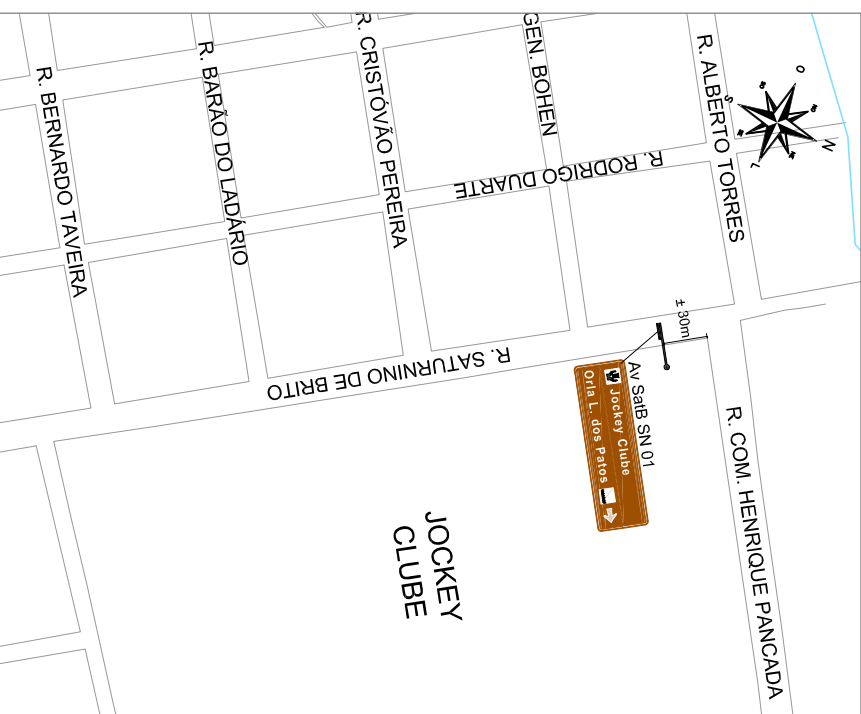 R. BERNARDO TAVEIRA
R. BARÃO DO LADÁRIO
R. CRISTÓVÃO PEREIRA
GEN. BOHEN
R. ALBERTO TORRES
R. RODRIGO DUARTE
R. SATURNINO DE BRITO
R. COM. HENRIQUE PANCADA
± 30m
Av SatB SN 01
Jockey Clube
Orla L. dos Patos
JOCKEY
CLUBE
O
S
N
L